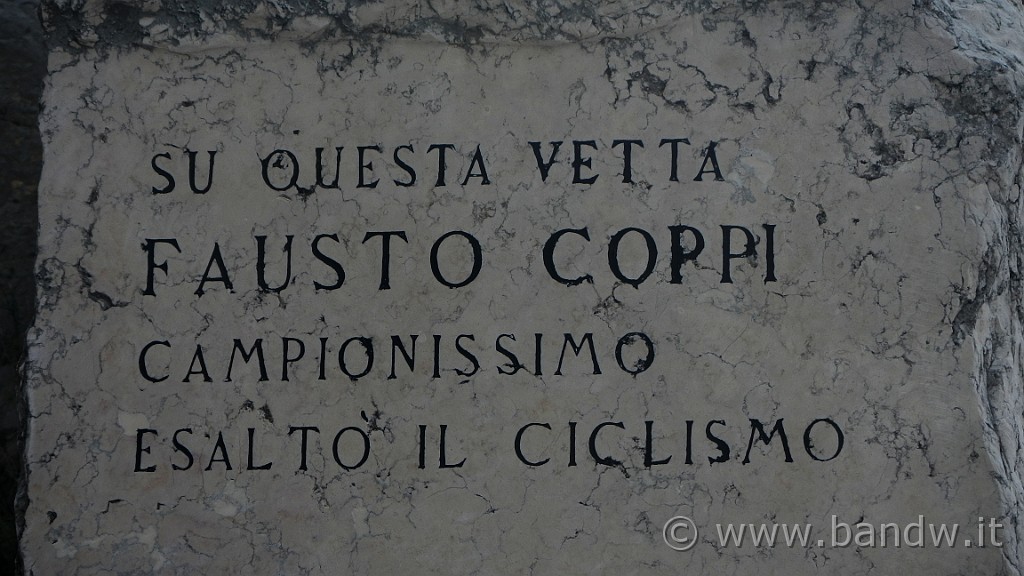 SU QUESTA VETTA
FAUSTO COPPI
CAMPIONISSIMO
ESALTÒ IL CICLISMO
© www.bandw.it